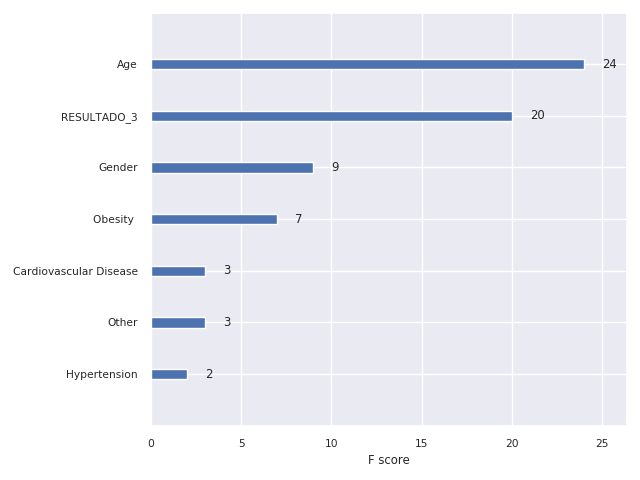 Age 24
RESULTADO_3 20
Gender 9
Obesity 7
Cardiovascular Disease 3
Other 3
Hypertension 2
0 5 10 15 20 25
F score